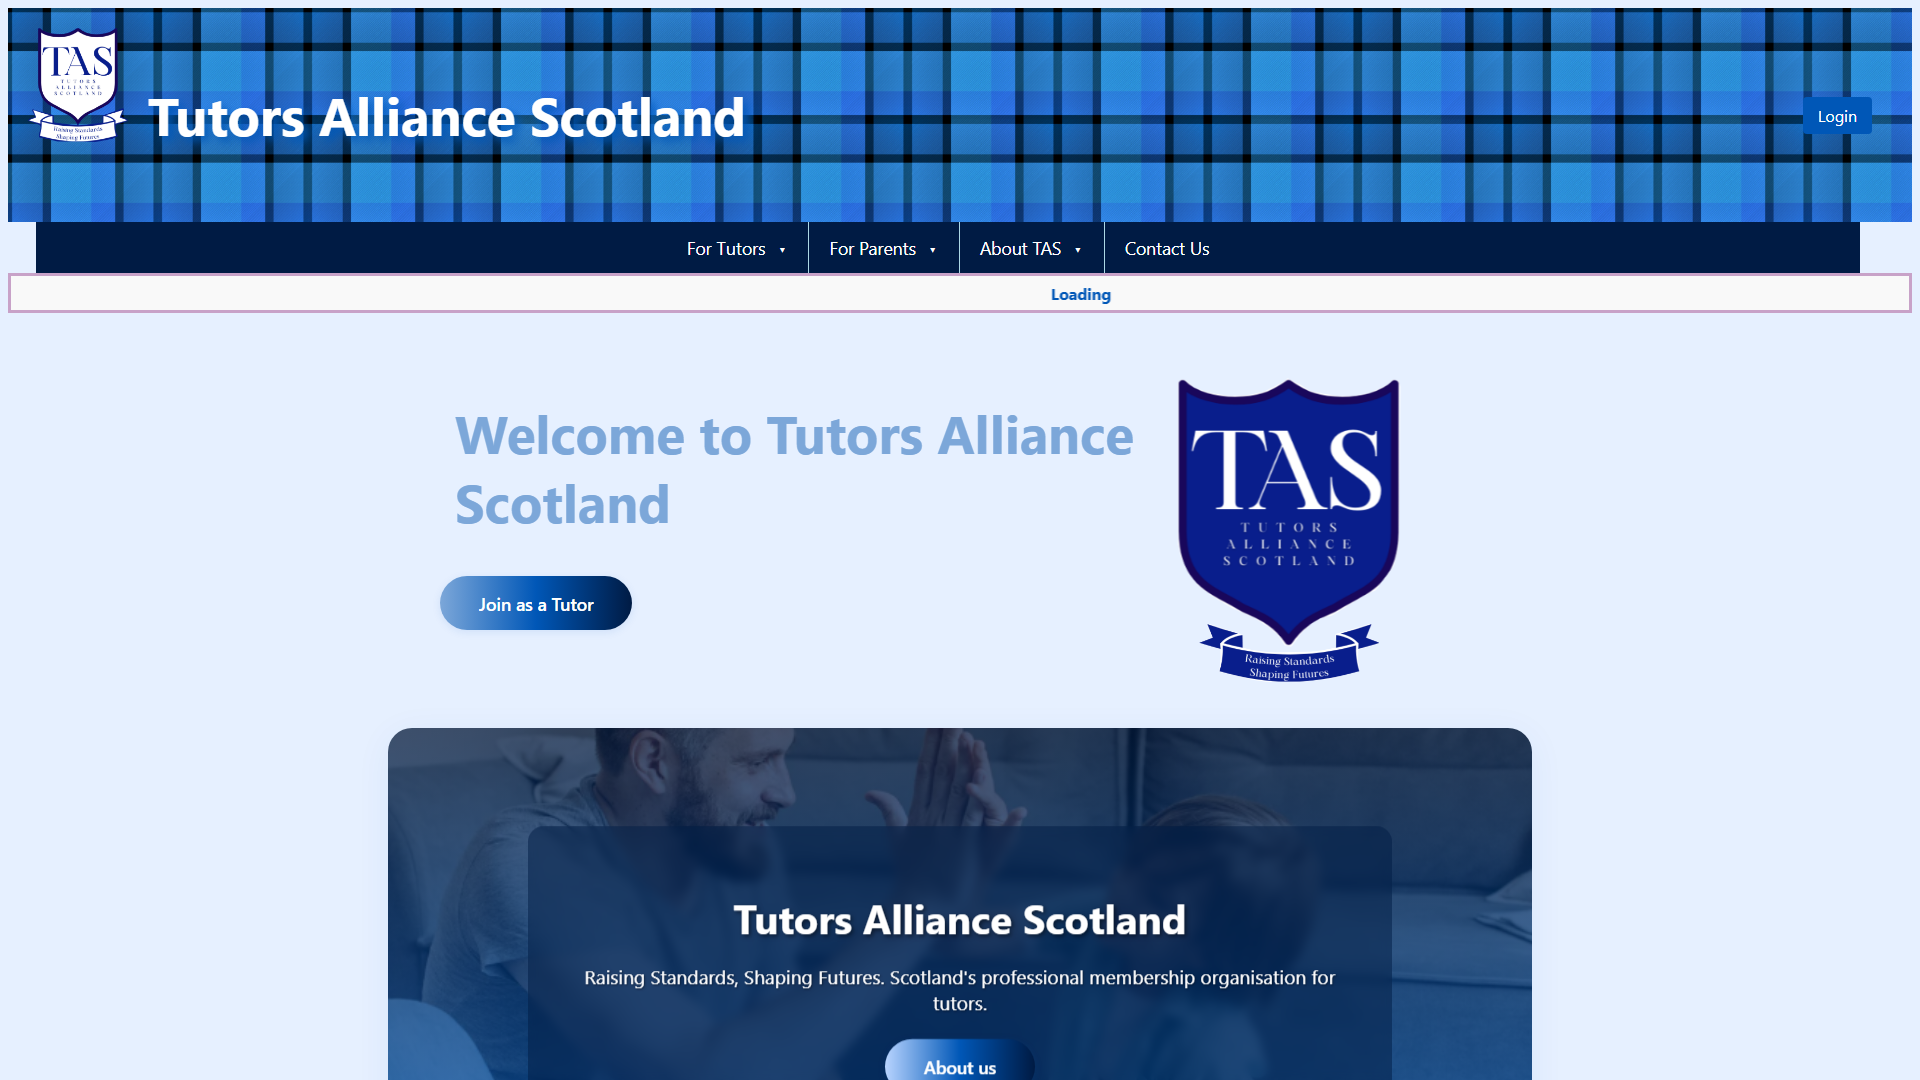 TAS
TUTORS
ALLIANCE
SCOTLAND
Raising Standards
Shaping Futures
Tutors Alliance Scotland
Login
For Tutors ▾
For Parents ▾
About TAS ▾
Contact Us
Loading
Welcome to Tutors Alliance
Scotland
Join as a Tutor
TAS
TUTORS
ALLIANCE
SCOTLAND
Raising Standards
Shaping Futures
Tutors Alliance Scotland
Raising Standards, Shaping Futures. Scotland's professional membership organisation for
tutors.
About us